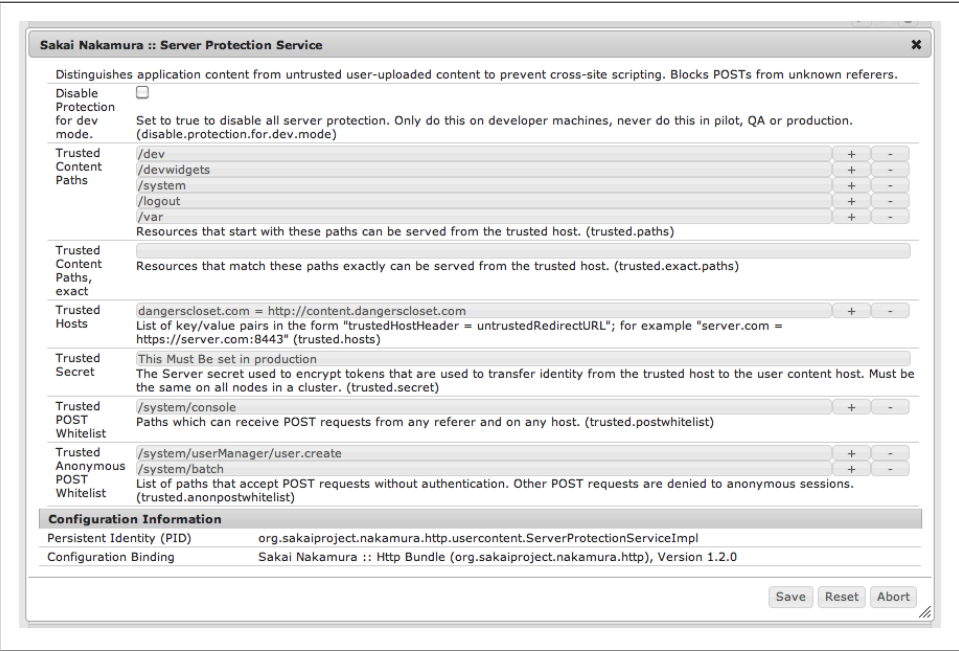 Sakai Nakamura :: Server Protection Service
Distinguishes application content from untrusted user-uploaded content to prevent cross-site scripting. Blocks POSTs from unknown referers.
Disable
Protection
for dev
mode.
Set to true to disable all server protection. Only do this on developer machines, never do this in pilot, QA or production.
(disable.protection.for.dev.mode)
Trusted
Content
Paths
/dev + -
/devwidgets + -
/system + -
/logout + -
/var + -
Resources that start with these paths can be served from the trusted host. (trusted.paths)
Trusted
Content
Paths,
exact
Resources that match these paths exactly can be served from the trusted host. (trusted.exact.paths)
Trusted
Hosts
dangerscloset.com = http://content.dangerscloset.com + -
List of key/value pairs in the form "trustedHostHeader = untrustedRedirectURL"; for example "server.com =
https://server.com:8443" (trusted.hosts)
Trusted
Secret
This Must Be set in production
The Server secret used to encrypt tokens that are used to transfer identity from the trusted host to the user content host. Must be
the same on all nodes in a cluster. (trusted.secret)
Trusted
POST
Whitelist
/system/console + -
Paths which can receive POST requests from any referer and on any host. (trusted.postwhitelist)
Trusted
Anonymous
POST
Whitelist
/system/userManager/user.create + -
/system/batch + -
List of paths that accept POST requests without authentication. Other POST requests are denied to anonymous sessions.
(trusted.anonpostwhitelist)
Configuration Information
Persistent Identity (PID) org.sakaiproject.nakamura.http.usercontent.ServerProtectionServiceImpl
Configuration Binding Sakai Nakamura :: Http Bundle (org.sakaiproject.nakamura.http), Version 1.2.0
Save Reset Abort